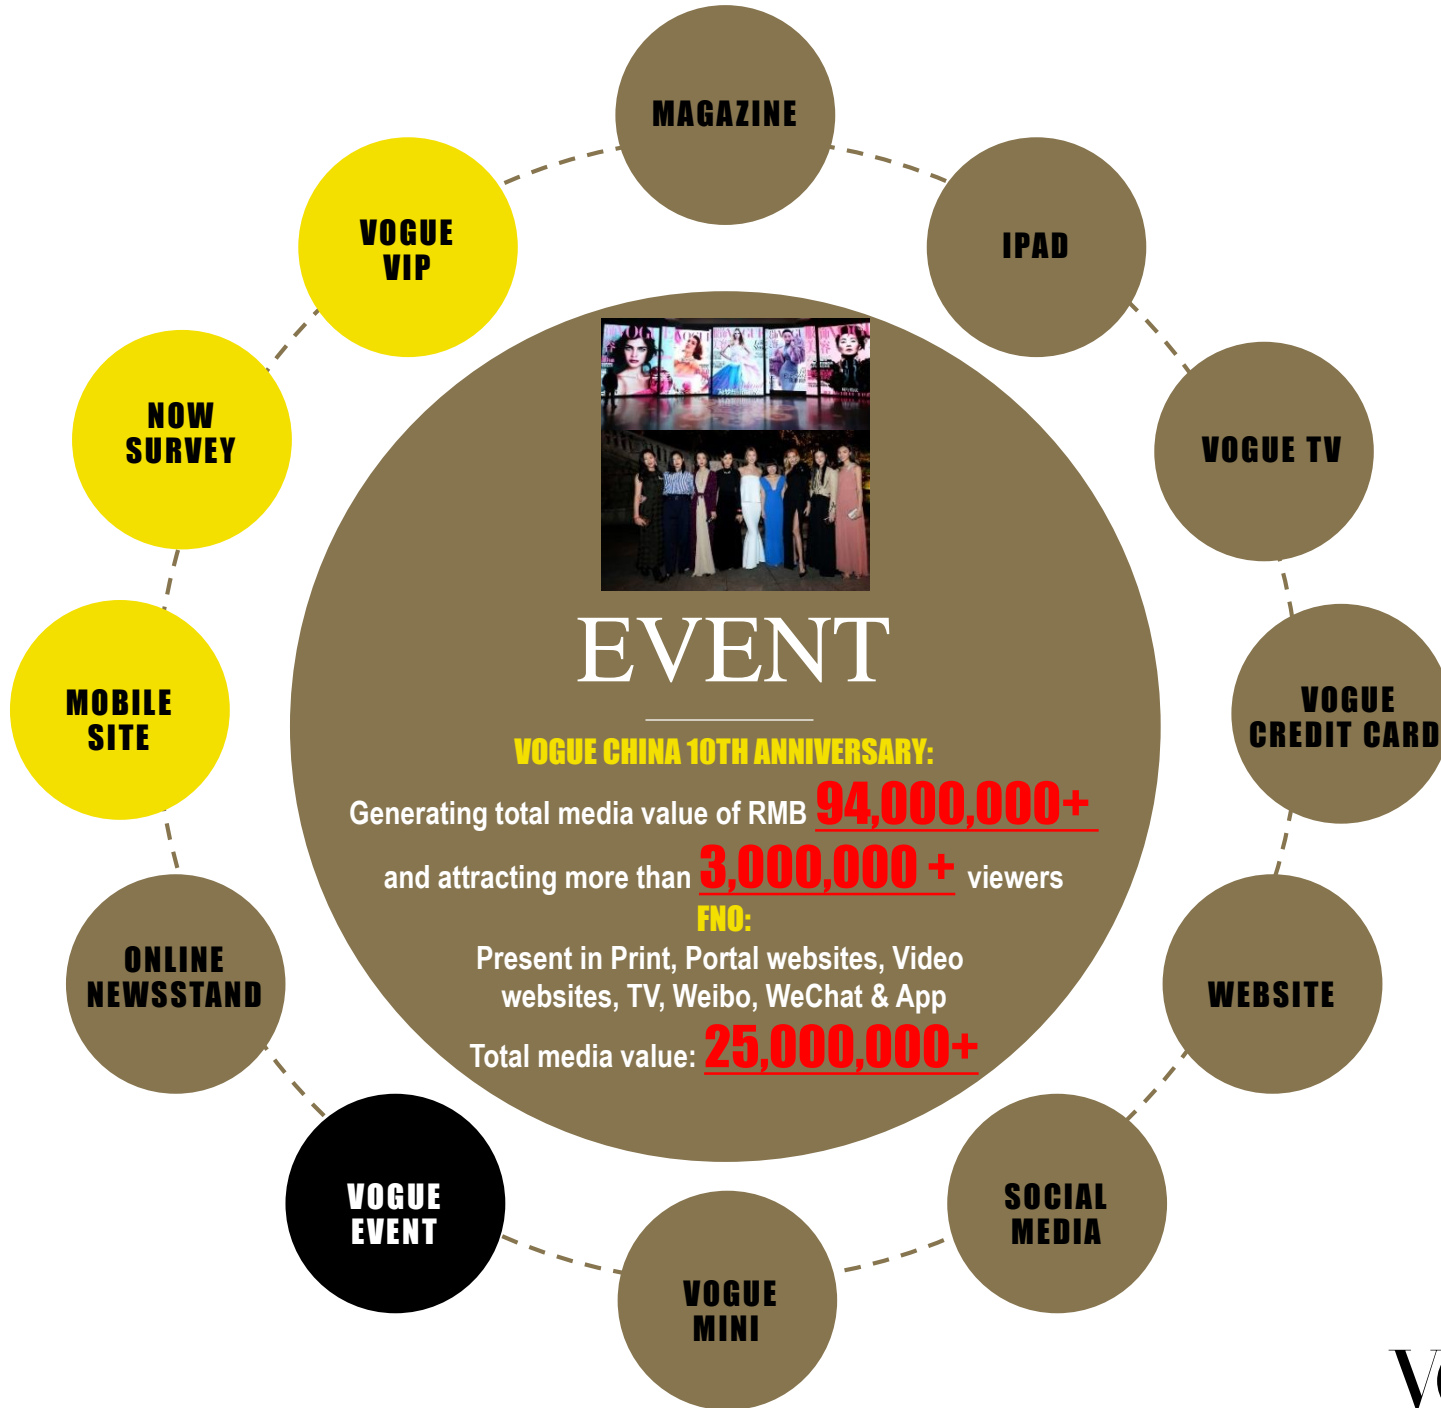 MAGAZINE
IPAD
VOGUE TV
VOGUE
CREDIT CARD
WEBSITE
SOCIAL
MEDIA
VOGUE
MINI
VOGUE
EVENT
ONLINE
NEWSSTAND
MOBILE
SITE
NOW
SURVEY
VOGUE
VIP
EVENT
VOGUE CHINA 10TH ANNIVERSARY:
Generating total media value of RMB 94,000,000+
and attracting more than 3,000,000 + viewers
FNO:
Present in Print, Portal websites, Video
websites, TV, Weibo, WeChat & App
Total media value: 25,000,000+